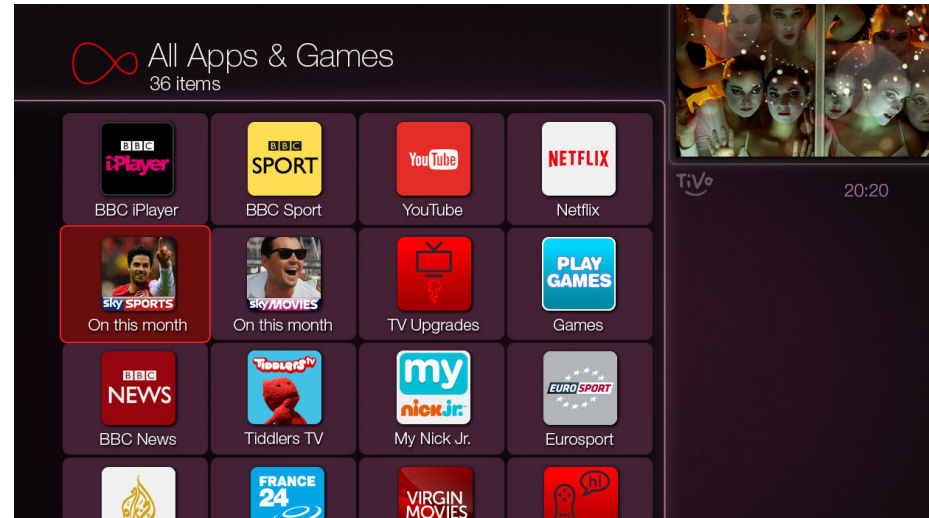 All Apps & Games
36 items
TiVo
20:20
BBC
iPlayer
BBC
SPORT
You Tube
NETFLIX
BBC iPlayer
BBC Sport
YouTube
Netflix
sky SPORTS
sky MOVIES
PLAY
GAMES
On this month
On this month
TV Upgrades
Games
BBC
NEWS
TIDDLERS tv
my
nick jr.
EUROSPORT
BBC News
Tiddlers TV
My Nick Jr.
Eurosport
FRANCE
24
VIRGIN
MOVIES
hi